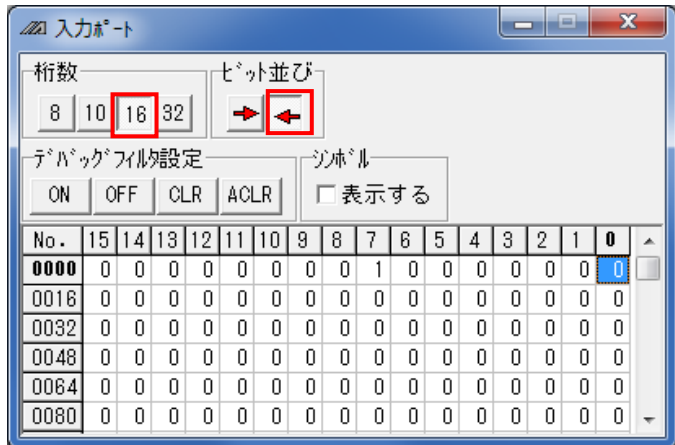 入力ﾎﾟｰﾄ
桁数 ﾋﾞｯﾄ並び
8 10 16 32
ﾃﾞﾊﾞｯｸﾞﾌｨﾙﾀ設定 ｼﾝﾎﾞﾙ
ON OFF CLR ACLR 表示する
No. 15 14 13 12 11 10 9 8 7 6 5 4 3 2 1 0
0000 0 0 0 0 0 0 0 0 1 0 0 0 0 0 0 0
0016 0 0 0 0 0 0 0 0 0 0 0 0 0 0 0 0
0032 0 0 0 0 0 0 0 0 0 0 0 0 0 0 0 0
0048 0 0 0 0 0 0 0 0 0 0 0 0 0 0 0 0
0064 0 0 0 0 0 0 0 0 0 0 0 0 0 0 0 0
0080 0 0 0 0 0 0 0 0 0 0 0 0 0 0 0 0